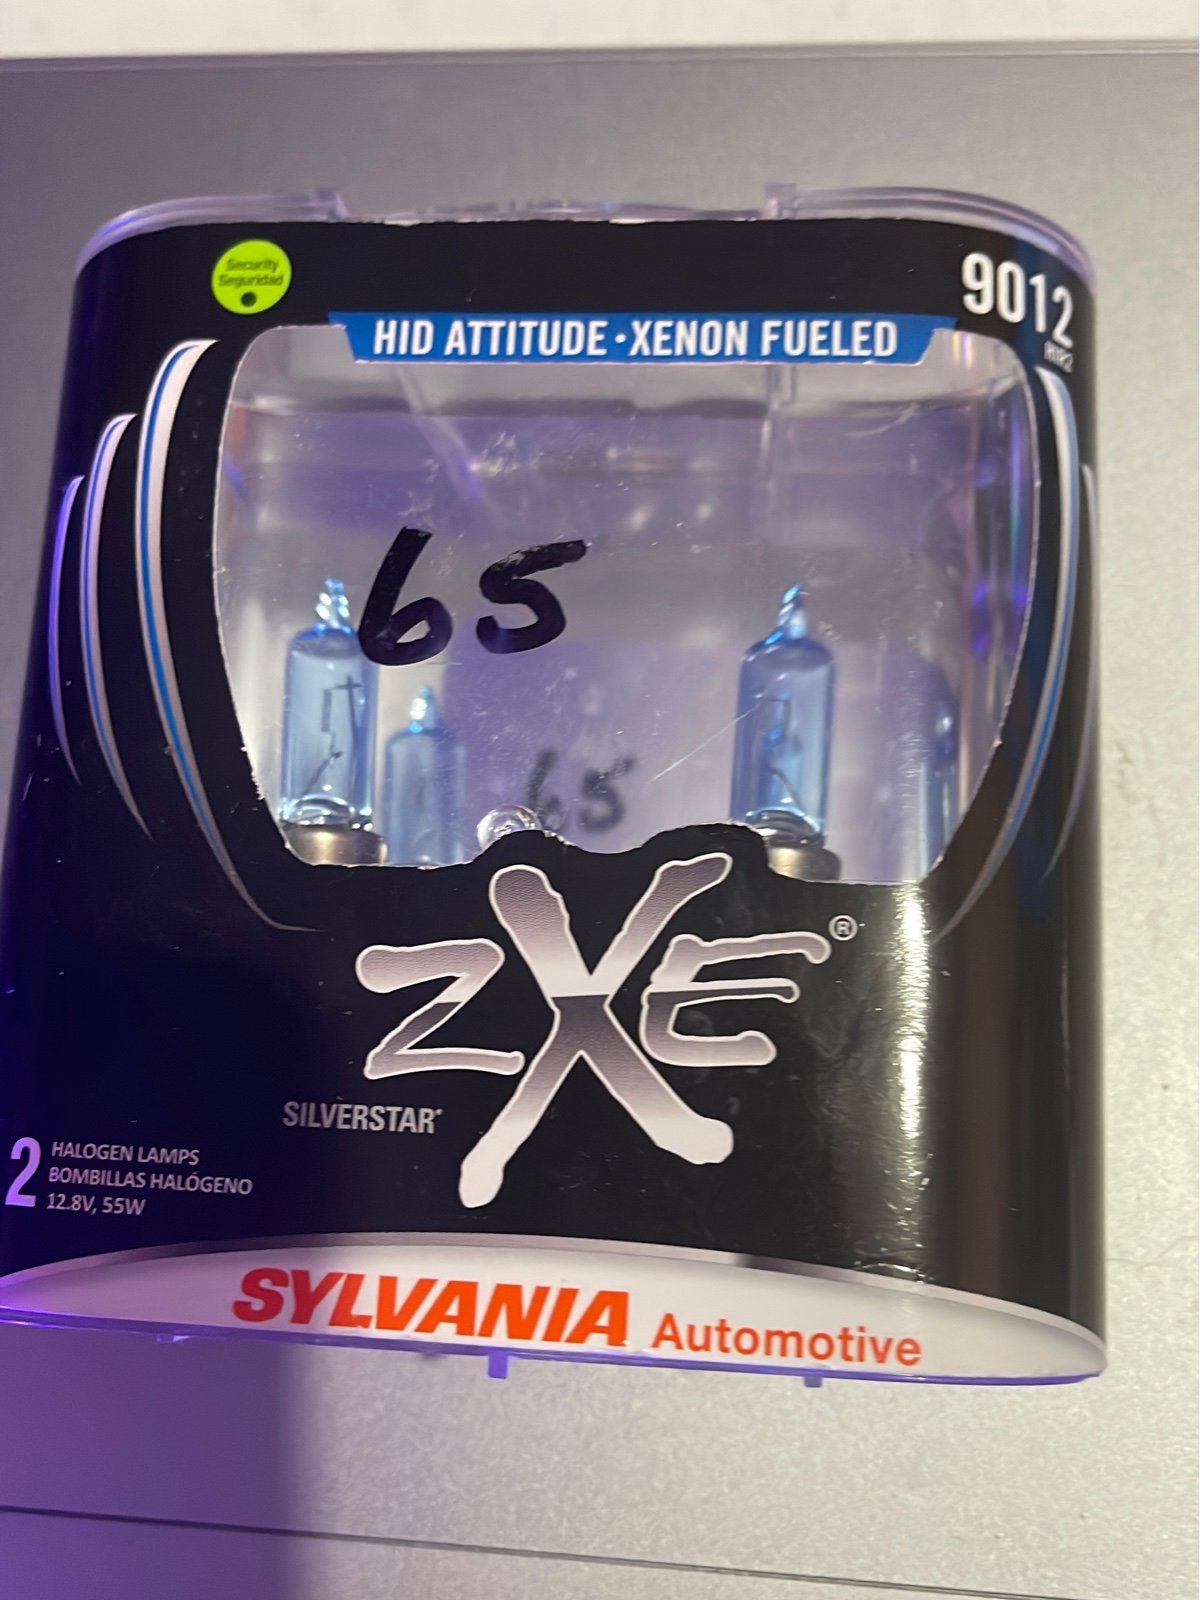 Security
Seguridad
9012
HIR2
HID ATTITUDE · XENON FUELED
65
65
zXe®
SILVERSTAR®
2 HALOGEN LAMPS
BOMBILLAS HALÓGENO
12.8V, 55W
SYLVANIA Automotive